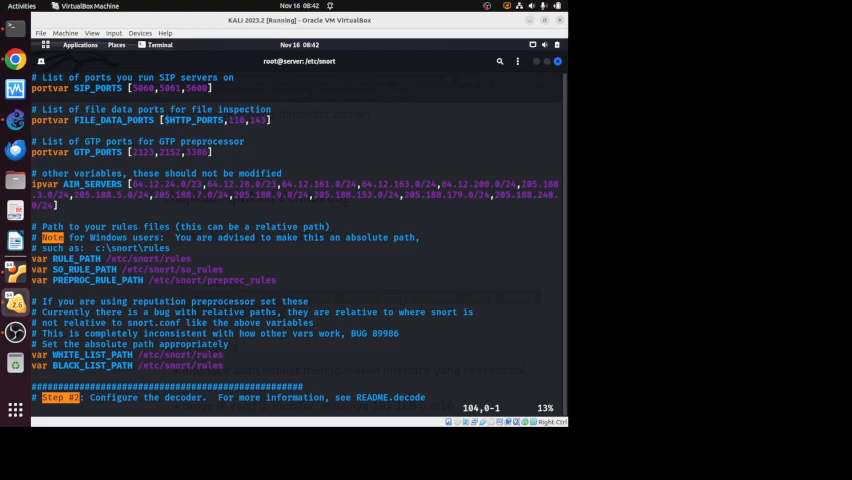 Activities
VirtualBox Machine
Nov 16 08:42
KALI 2023.2 [Running] - Oracle VM VirtualBox
File Machine View Input Devices Help
Applications Places Terminal
Nov 16 08:42
root@server: /etc/snort
# List of ports you run SIP servers on
portvar SIP_PORTS [5060,5061,5600]
# List of file data ports for file inspection
portvar FILE_DATA_PORTS [$HTTP_PORTS,110,143]
# List of GTP ports for GTP preprocessor
portvar GTP_PORTS [2123,2152,3386]
# other variables, these should not be modified
ipvar AIM_SERVERS [64.12.24.0/23,64.12.28.0/23,64.12.161.0/24,64.12.163.0/24,64.12.200.0/24,205.188
.3.0/24,205.188.5.0/24,205.188.7.0/24,205.188.9.0/24,205.188.153.0/24,205.188.179.0/24,205.188.248.
0/24]
# Path to your rules files (this can be a relative path)
# Note for Windows users: You are advised to make this an absolute path,
# such as: c:\snort\rules
var RULE_PATH /etc/snort/rules
var SO_RULE_PATH /etc/snort/so_rules
var PREPROC_RULE_PATH /etc/snort/preproc_rules
# If you are using reputation preprocessor set these
# Currently there is a bug with relative paths, they are relative to where snort is
# not relative to snort.conf like the above variables
# This is completely inconsistent with how other vars work, BUG 89986
# Set the absolute path appropriately
var WHITE_LIST_PATH /etc/snort/rules
var BLACK_LIST_PATH /etc/snort/rules
###################################################
# Step #2: Configure the decoder. For more information, see README.decode
104,0-1 13%
Right Ctrl